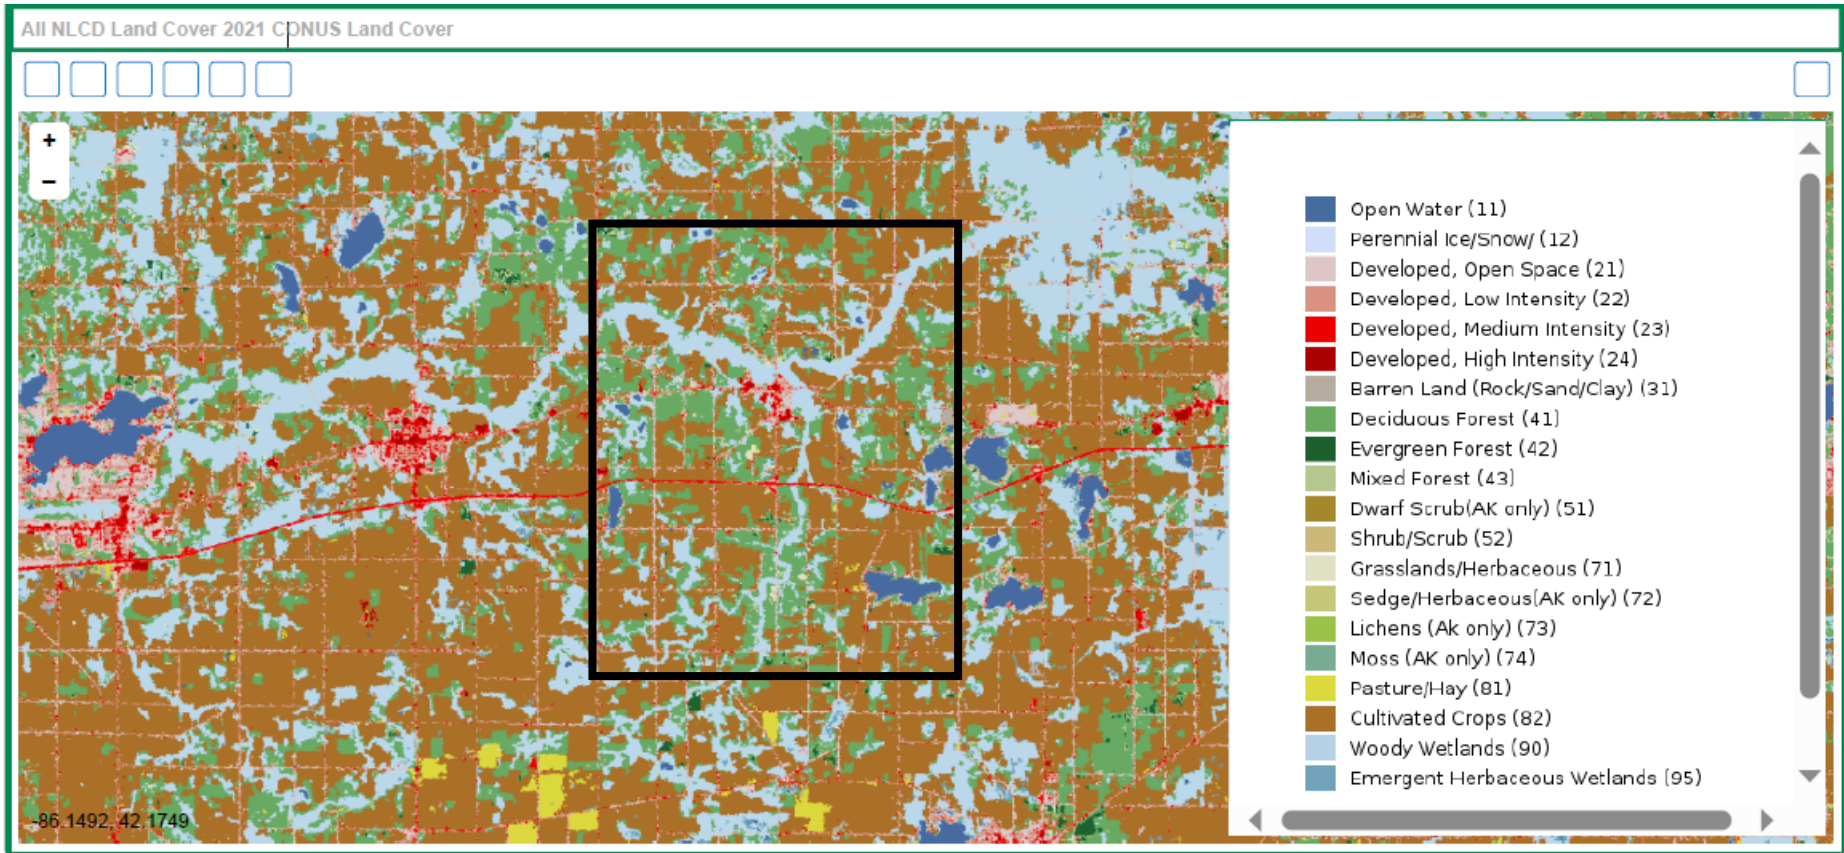 All NLCD Land Cover 2021 CONUS Land Cover
+
−
Open Water (11)
Perennial Ice/Snow/ (12)
Developed, Open Space (21)
Developed, Low Intensity (22)
Developed, Medium Intensity (23)
Developed, High Intensity (24)
Barren Land (Rock/Sand/Clay) (31)
Deciduous Forest (41)
Evergreen Forest (42)
Mixed Forest (43)
Dwarf Scrub(AK only) (51)
Shrub/Scrub (52)
Grasslands/Herbaceous (71)
Sedge/Herbaceous(AK only) (72)
Lichens (Ak only) (73)
Moss (AK only) (74)
Pasture/Hay (81)
Cultivated Crops (82)
Woody Wetlands (90)
Emergent Herbaceous Wetlands (95)
-86.1492, 42.1749